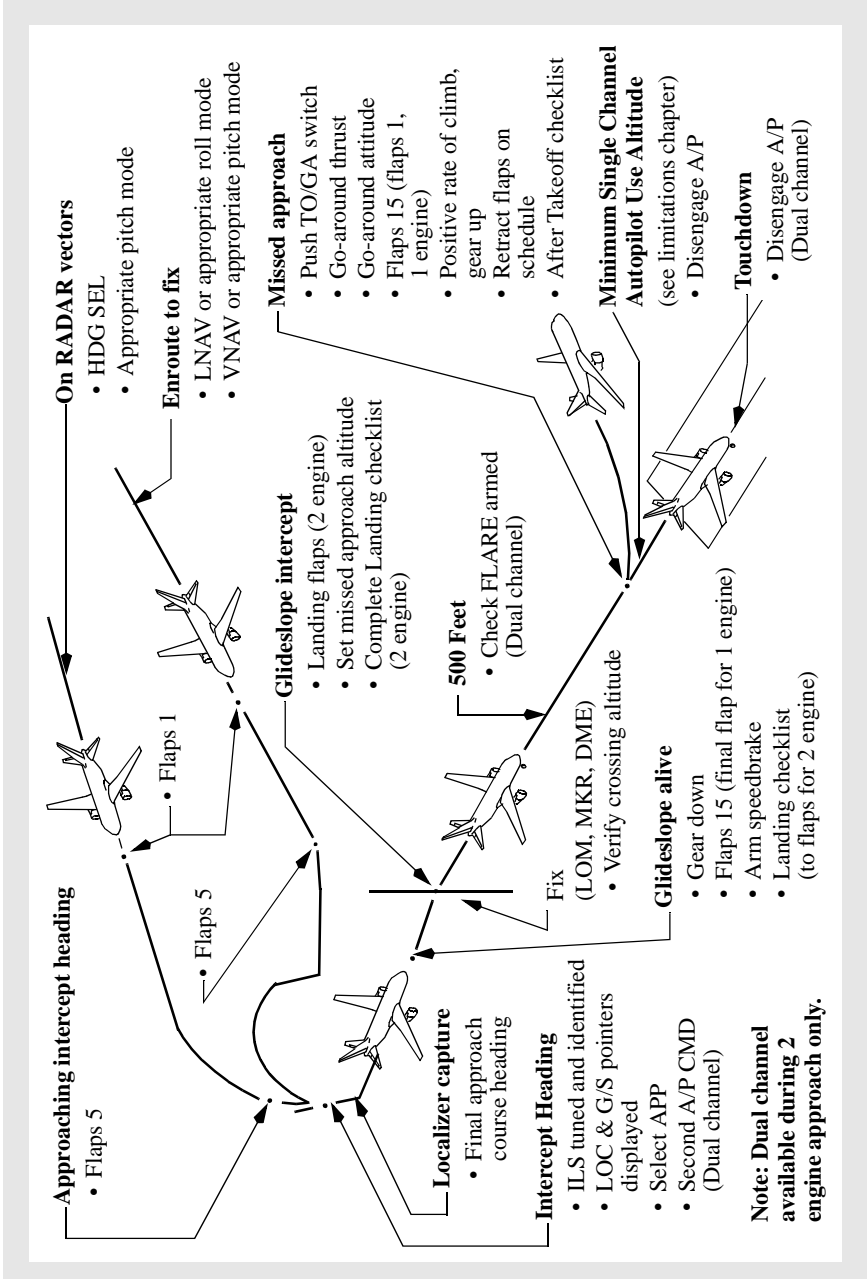 On RADAR vectors
• HDG SEL
• Appropriate pitch mode
Enroute to fix
• LNAV or appropriate roll mode
• VNAV or appropriate pitch mode
Approaching intercept heading
• Flaps 5
• Flaps 1
• Flaps 5
Localizer capture
• Final approach
course heading
Intercept Heading
• ILS tuned and identified
• LOC & G/S pointers
displayed
• Select APP
• Second A/P CMD
(Dual channel)
Note: Dual channel
available during 2
engine approach only.
Glideslope intercept
• Landing flaps (2 engine)
• Set missed approach altitude
• Complete Landing checklist
(2 engine)
Fix
(LOM, MKR, DME)
• Verify crossing altitude
Glideslope alive
• Gear down
• Flaps 15 (final flap for 1 engine)
• Arm speedbrake
• Landing checklist
(to flaps for 2 engine)
500 Feet
• Check FLARE armed
(Dual channel)
Missed approach
• Push TO/GA switch
• Go-around thrust
• Go-around attitude
• Flaps 15 (flaps 1,
1 engine)
• Positive rate of climb,
gear up
• Retract flaps on
schedule
• After Takeoff checklist
Minimum Single Channel
Autopilot Use Altitude
(see limitations chapter)
• Disengage A/P
Touchdown
• Disengage A/P
(Dual channel)